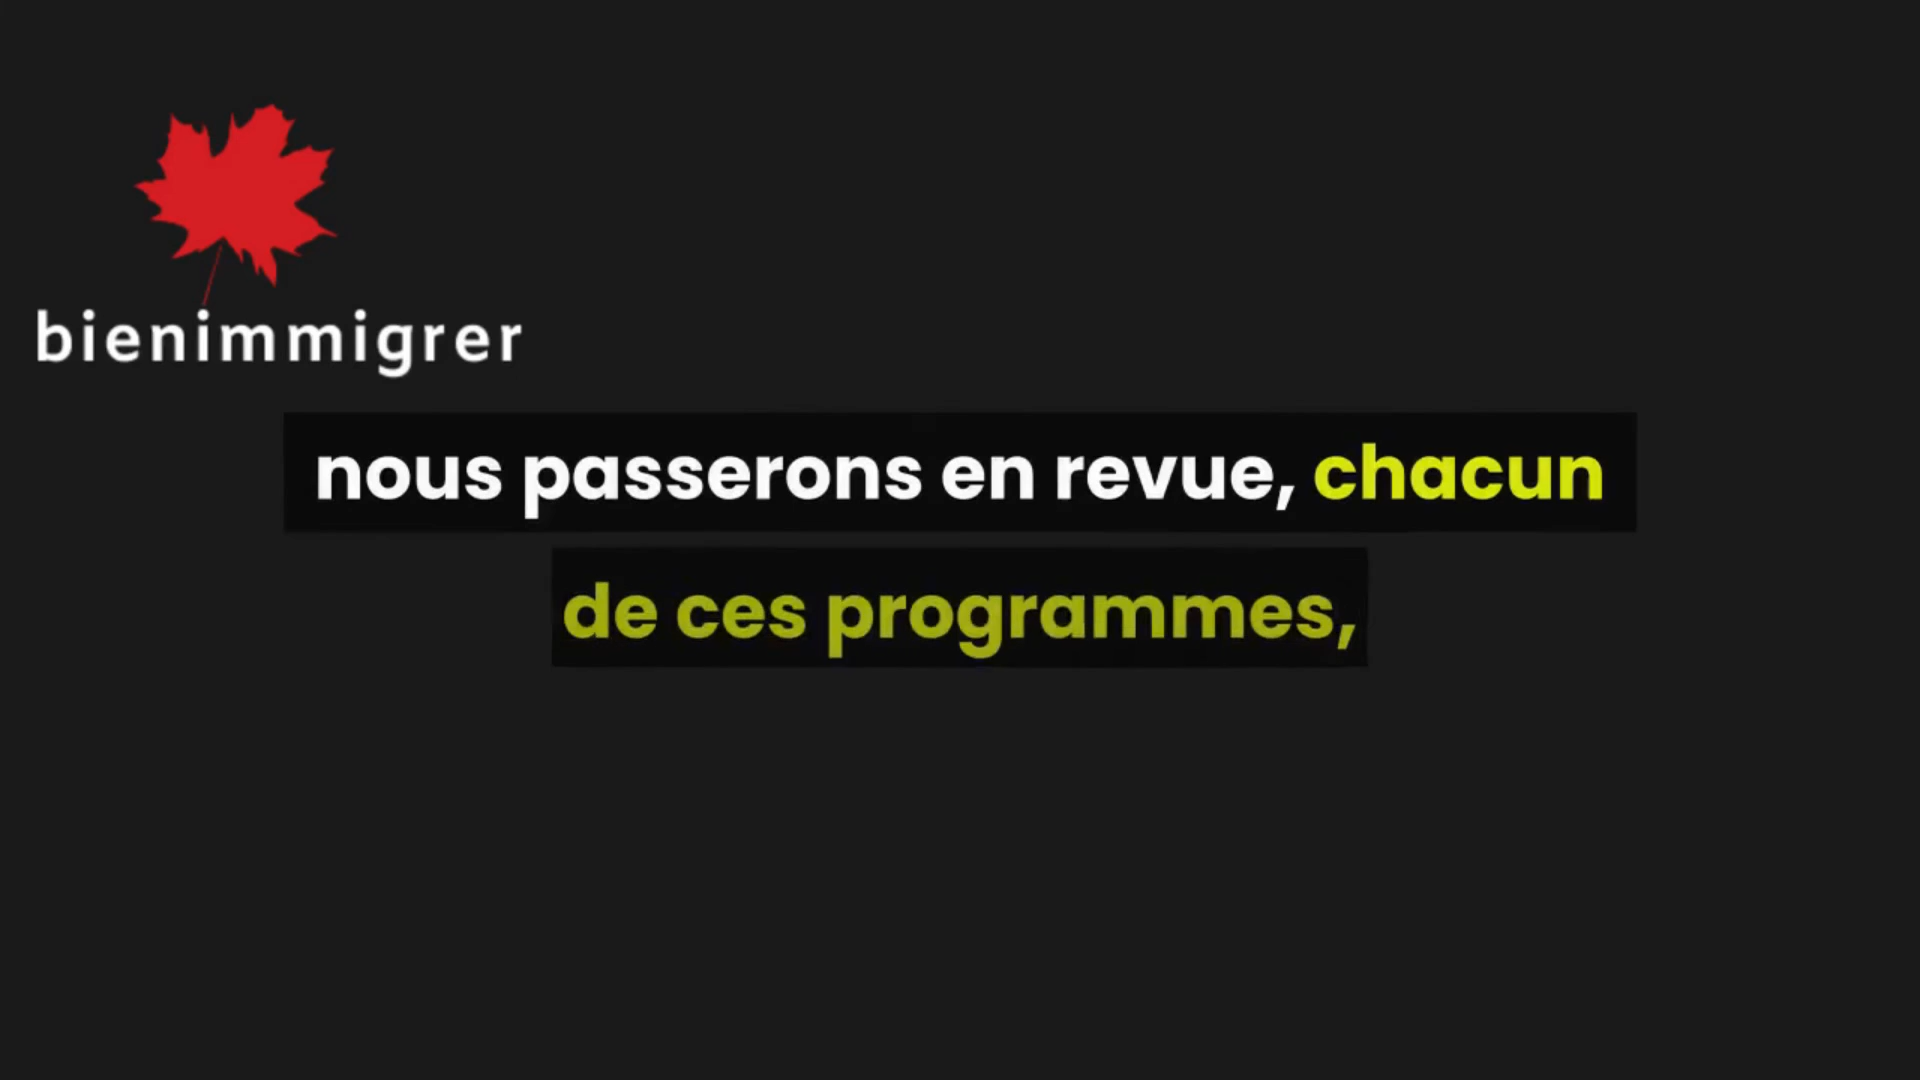 bienimmigrer
nous passerons en revue, chacun
de ces programmes,